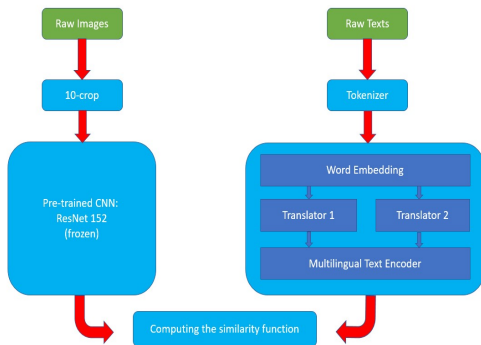 Raw Images
Raw Texts
10-crop
Tokenizer
Pre-trained CNN:
ResNet 152
(frozen)
Word Embedding
Translator 1
Translator 2
Multilingual Text Encoder
Computing the similarity function